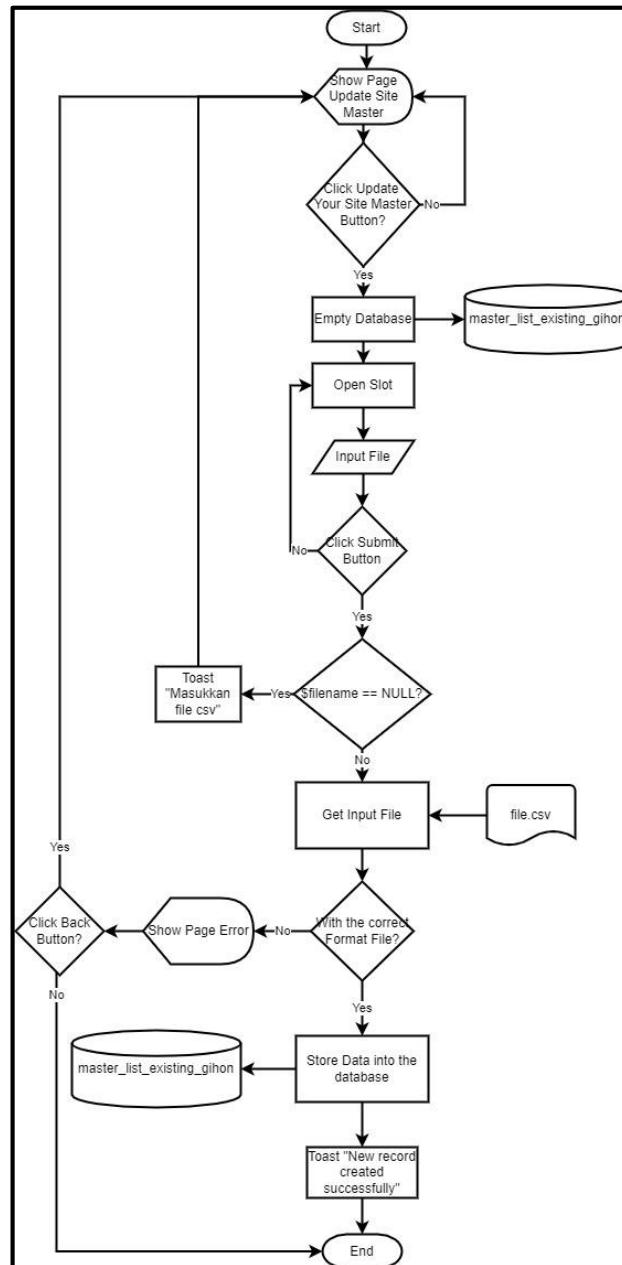 Start
Show Page
Update Site
Master
Click Update
Your Site Master
Button?
No
Yes
Empty Database
master_list_existing_gihon
Open Slot
Input File
Click Submit
Button
No
Yes
$filename == NULL?
Yes
Toast
"Masukkan
file csv"
No
Get Input File
file.csv
With the correct
Format File?
No
Show Page Error
Click Back
Button?
Yes
No
Yes
Store Data into the
database
master_list_existing_gihon
Toast "New record
created
successfully"
End